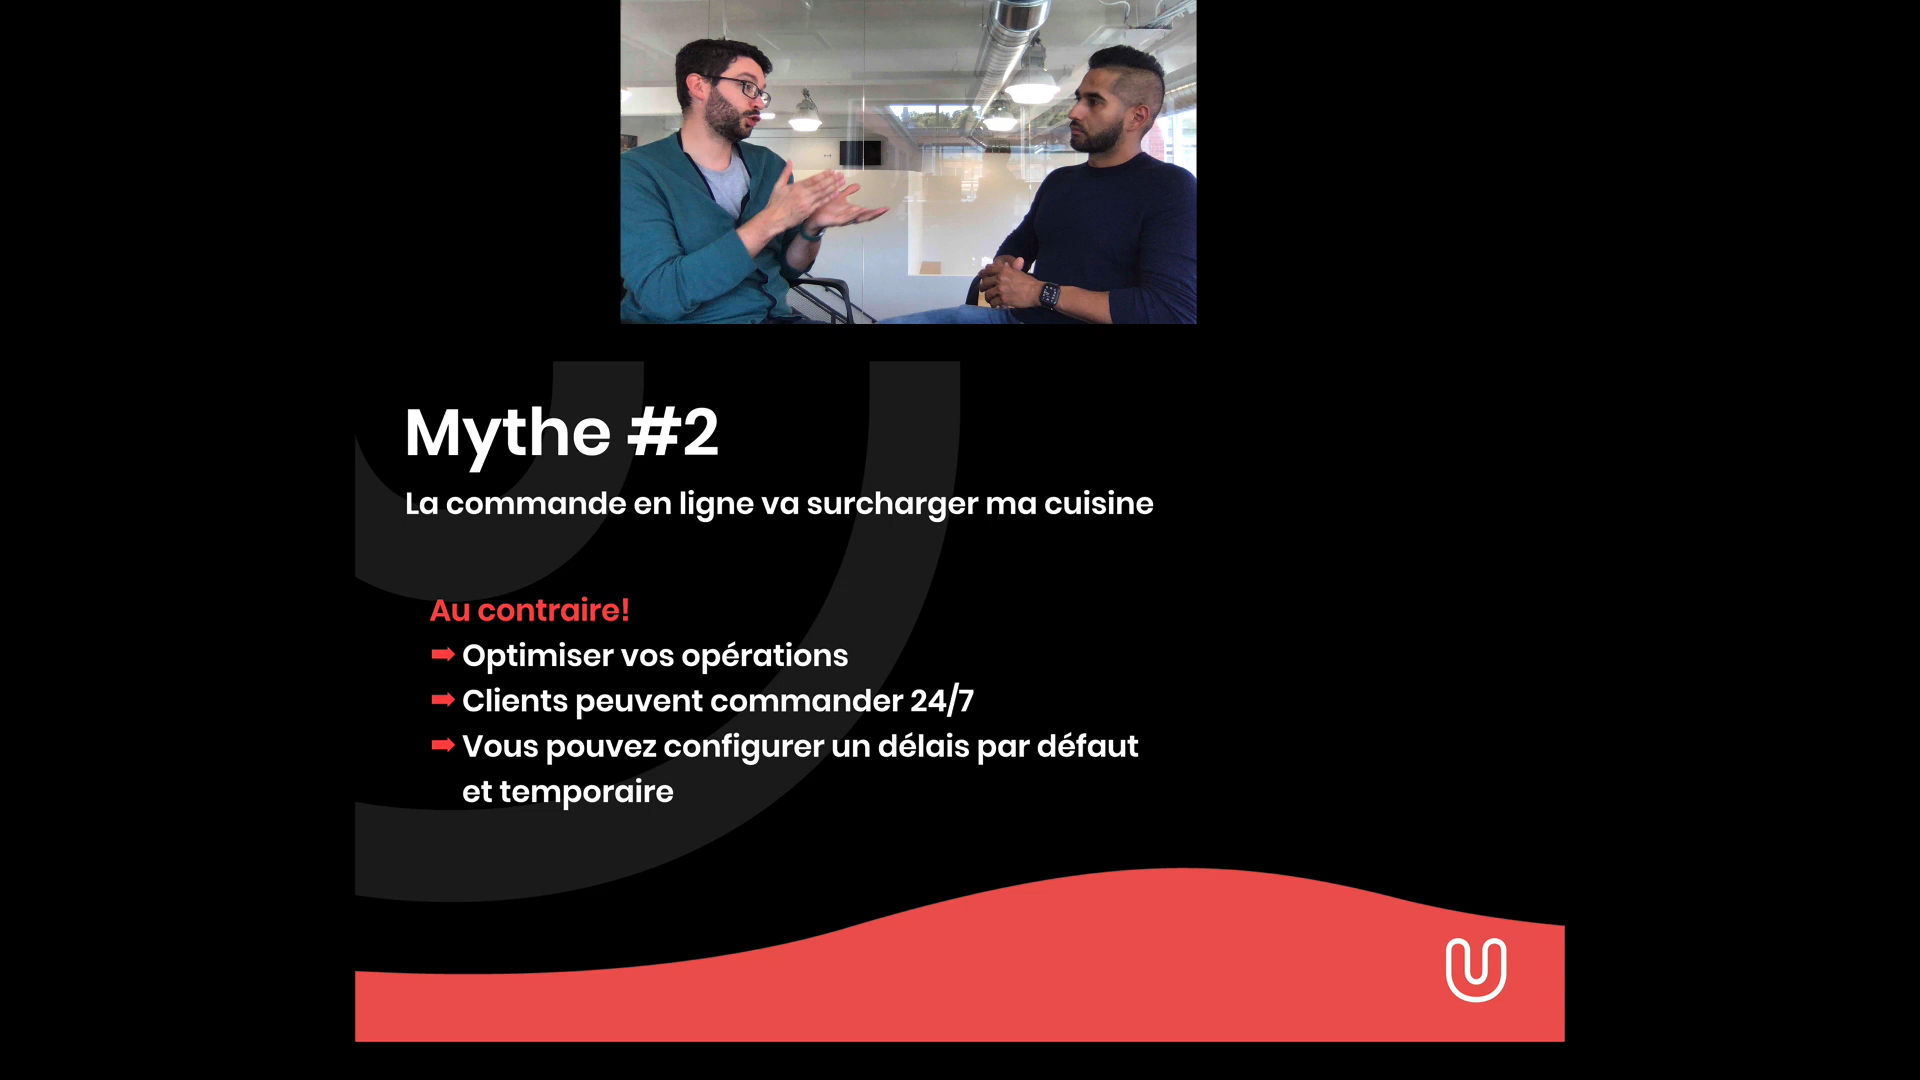 Mythe #2
La commande en ligne va surcharger ma cuisine
Au contraire!
➡ Optimiser vos opérations
➡ Clients peuvent commander 24/7
➡ Vous pouvez configurer un délais par défaut
et temporaire